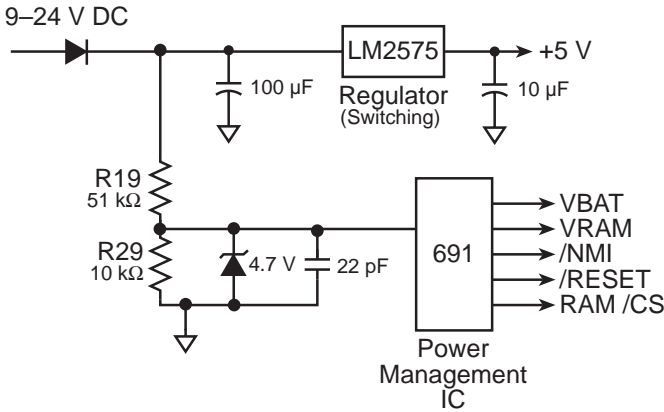 9–24 V DC
LM2575
+5 V
100 µF
10 µF
Regulator
(Switching)
R19
51 kΩ
R29
10 kΩ
4.7 V
22 pF
691
VBAT
VRAM
/NMI
/RESET
RAM /CS
Power
Management
IC